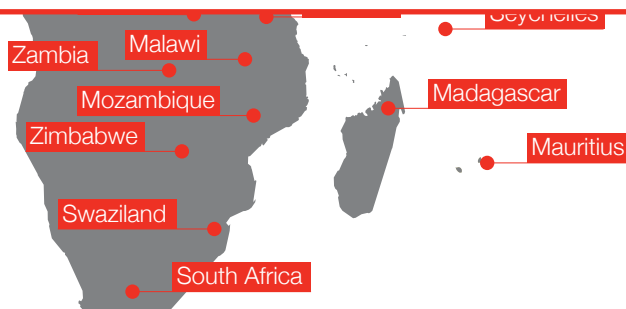 Seychelles
Malawi
Zambia
Madagascar
Mozambique
Zimbabwe
Mauritius
Swaziland
South Africa